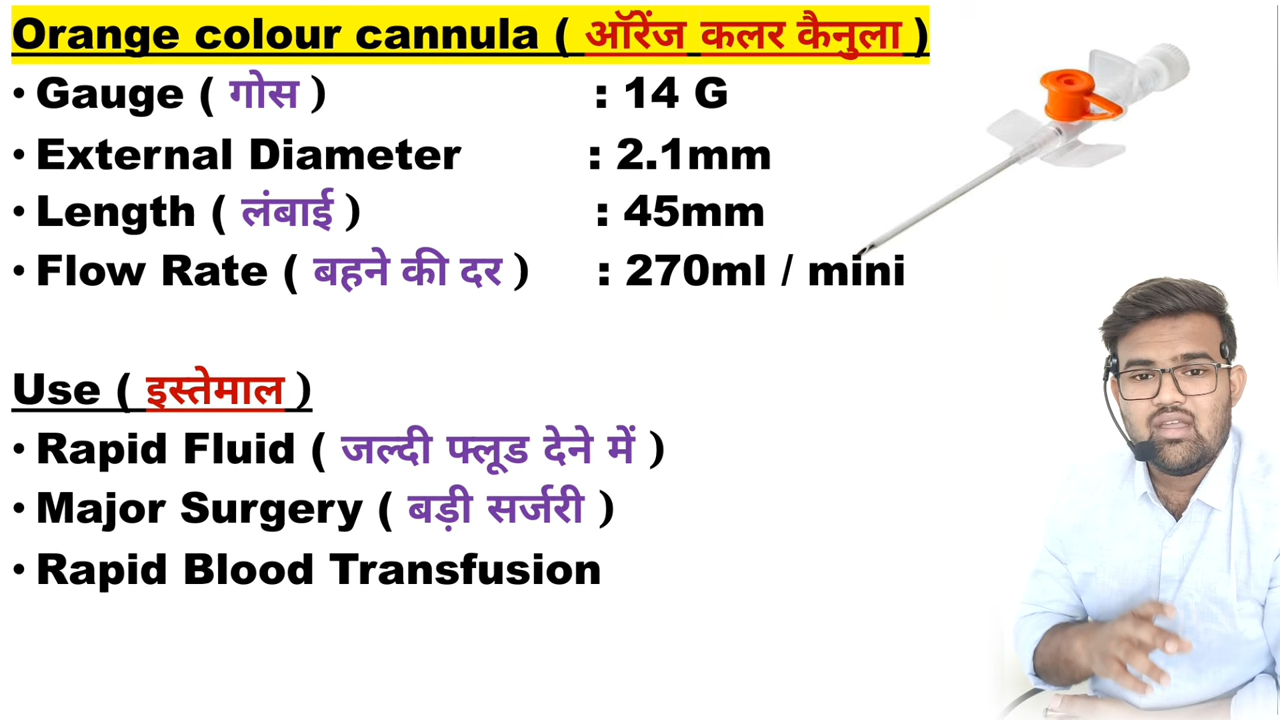 Orange colour cannula ( ऑरेंज कलर कैनुला )
• Gauge ( गोस ) : 14 G
• External Diameter : 2.1mm
• Length ( लंबाई ) : 45mm
• Flow Rate ( बहने की दर ) : 270ml / mini
Use ( इस्तेमाल )
• Rapid Fluid ( जल्दी फ्लूड देने में )
• Major Surgery ( बड़ी सर्जरी )
• Rapid Blood Transfusion